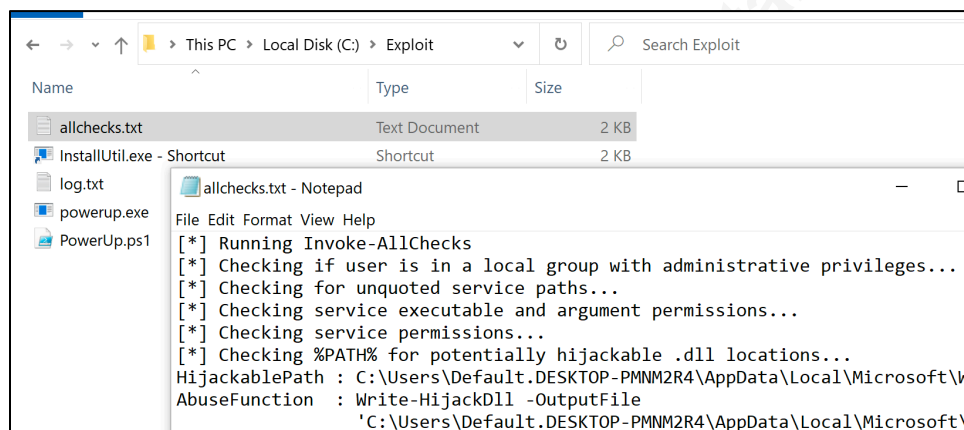 This PC > Local Disk (C:) > Exploit
Search Exploit
Name Type Size
allchecks.txt Text Document 2 KB
InstallUtil.exe - Shortcut Shortcut 2 KB
log.txt
powerup.exe
PowerUp.ps1
allchecks.txt - Notepad
File Edit Format View Help
[*] Running Invoke-AllChecks
[*] Checking if user is in a local group with administrative privileges...
[*] Checking for unquoted service paths...
[*] Checking service executable and argument permissions...
[*] Checking service permissions...
[*] Checking %PATH% for potentially hijackable .dll locations...
HijackablePath : C:\Users\Default.DESKTOP-PMNM2R4\AppData\Local\Microsoft\W
AbuseFunction : Write-HijackDll -OutputFile
'C:\Users\Default.DESKTOP-PMNM2R4\AppData\Local\Microsoft\